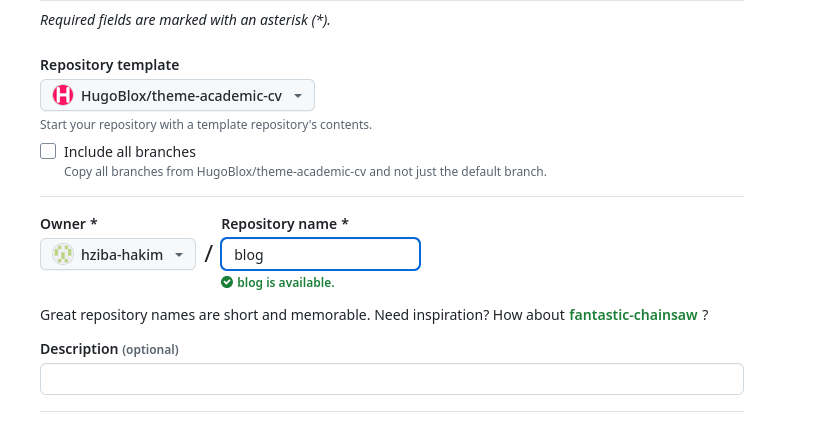 Required fields are marked with an asterisk (*).
Repository template
HugoBlox/theme-academic-cv
Start your repository with a template repository's contents.
Include all branches
Copy all branches from HugoBlox/theme-academic-cv and not just the default branch.
Owner * Repository name *
hziba-hakim / blog
blog is available.
Great repository names are short and memorable. Need inspiration? How about fantastic-chainsaw ?
Description (optional)